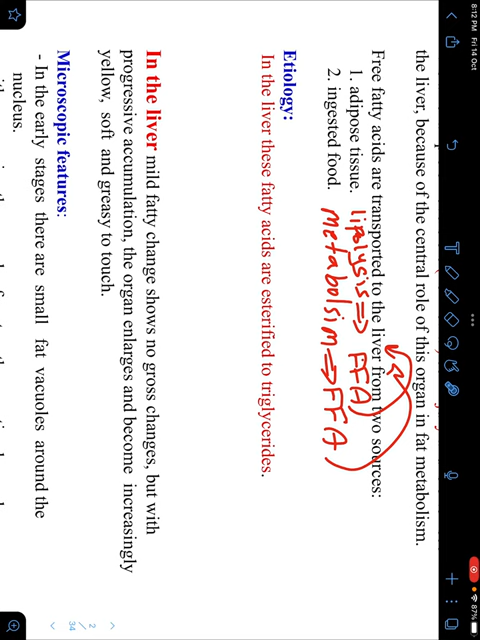 8:12 PM Fri 14 Oct
87%
the liver, because of the central role of this organ in fat metabolism.
Free fatty acids are transported to the liver from two sources:
1. adipose tissue. lipolysis => FFA
2. ingested food. Metabolsim => FFA
Etiology:
In the liver these fatty acids are esterified to triglycerides.
In the liver mild fatty change shows no gross changes, but with
progressive accumulation, the organ enlarges and become increasingly
yellow, soft and greasy to touch.
Microscopic features:
- In the early stages there are small fat vacuoles around the
nucleus.
2 / 34